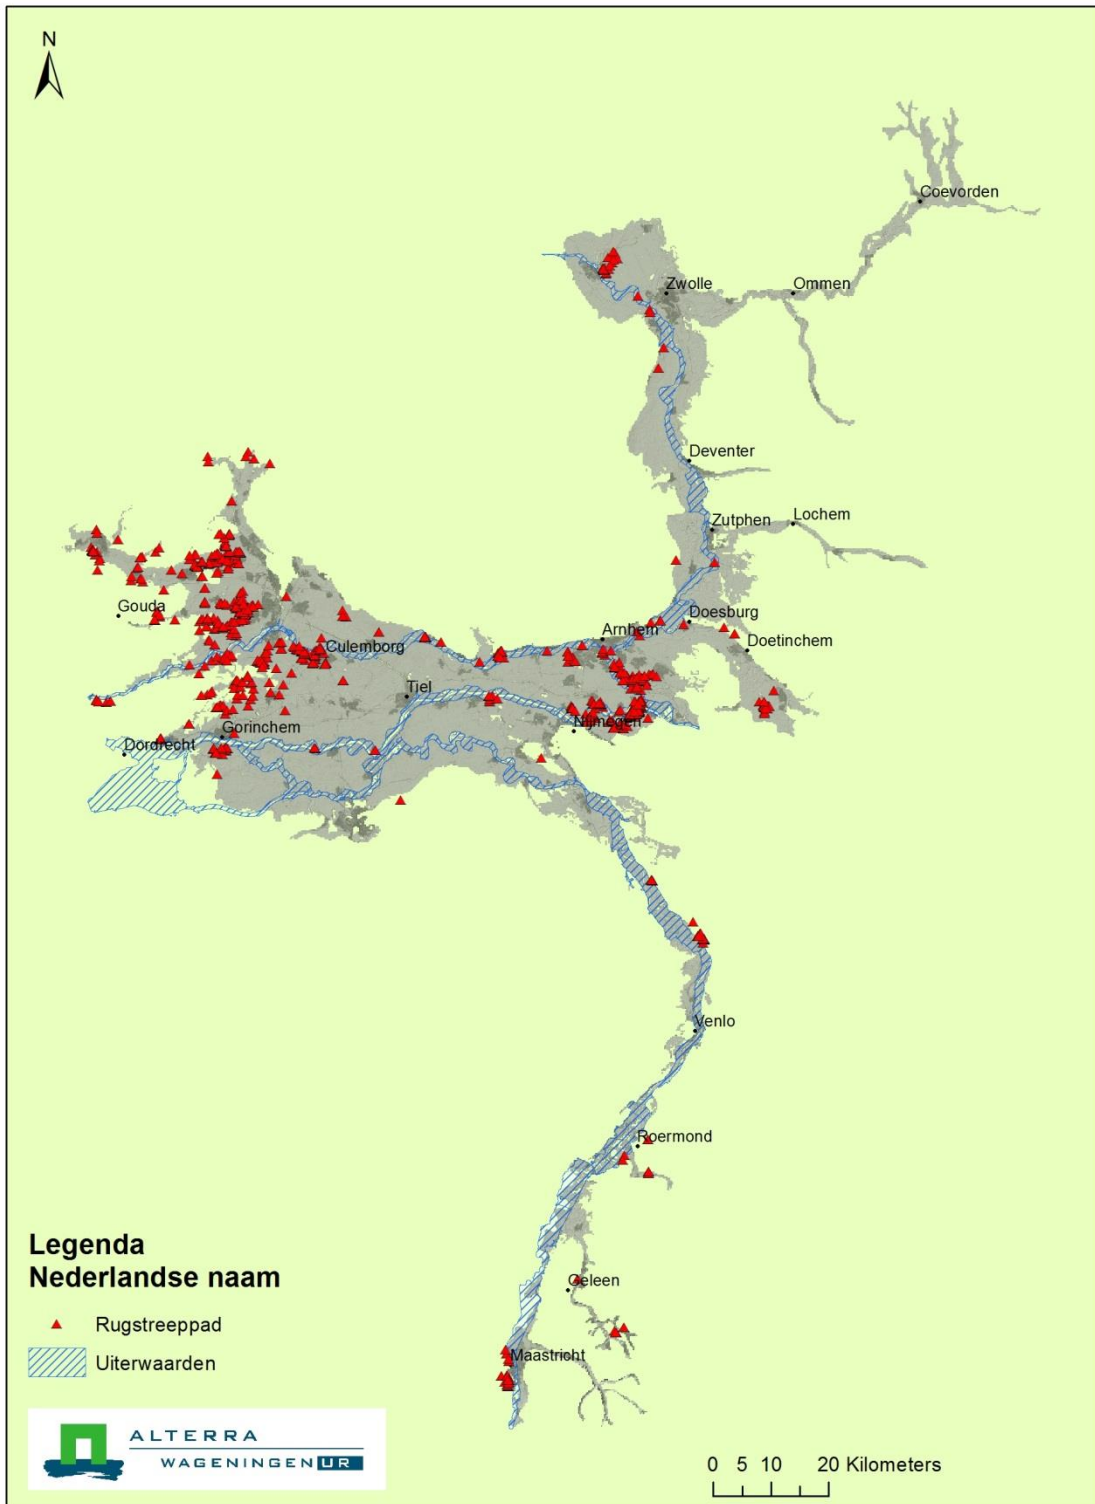 N
Coevorden
Zwolle
Ommen
Deventer
Zutphen
Lochem
Gouda
Arnhem
Doesburg
Doetinchem
Culemborg
Tiel
Gorinchem
Nijmegen
Dordrecht
Venlo
Roermond
Geleen
Maastricht
Legenda
Nederlandse naam
Rugstreeppad
Uiterwaarden
ALTERRA
WAGENINGEN UR
0 5 10 20 Kilometers